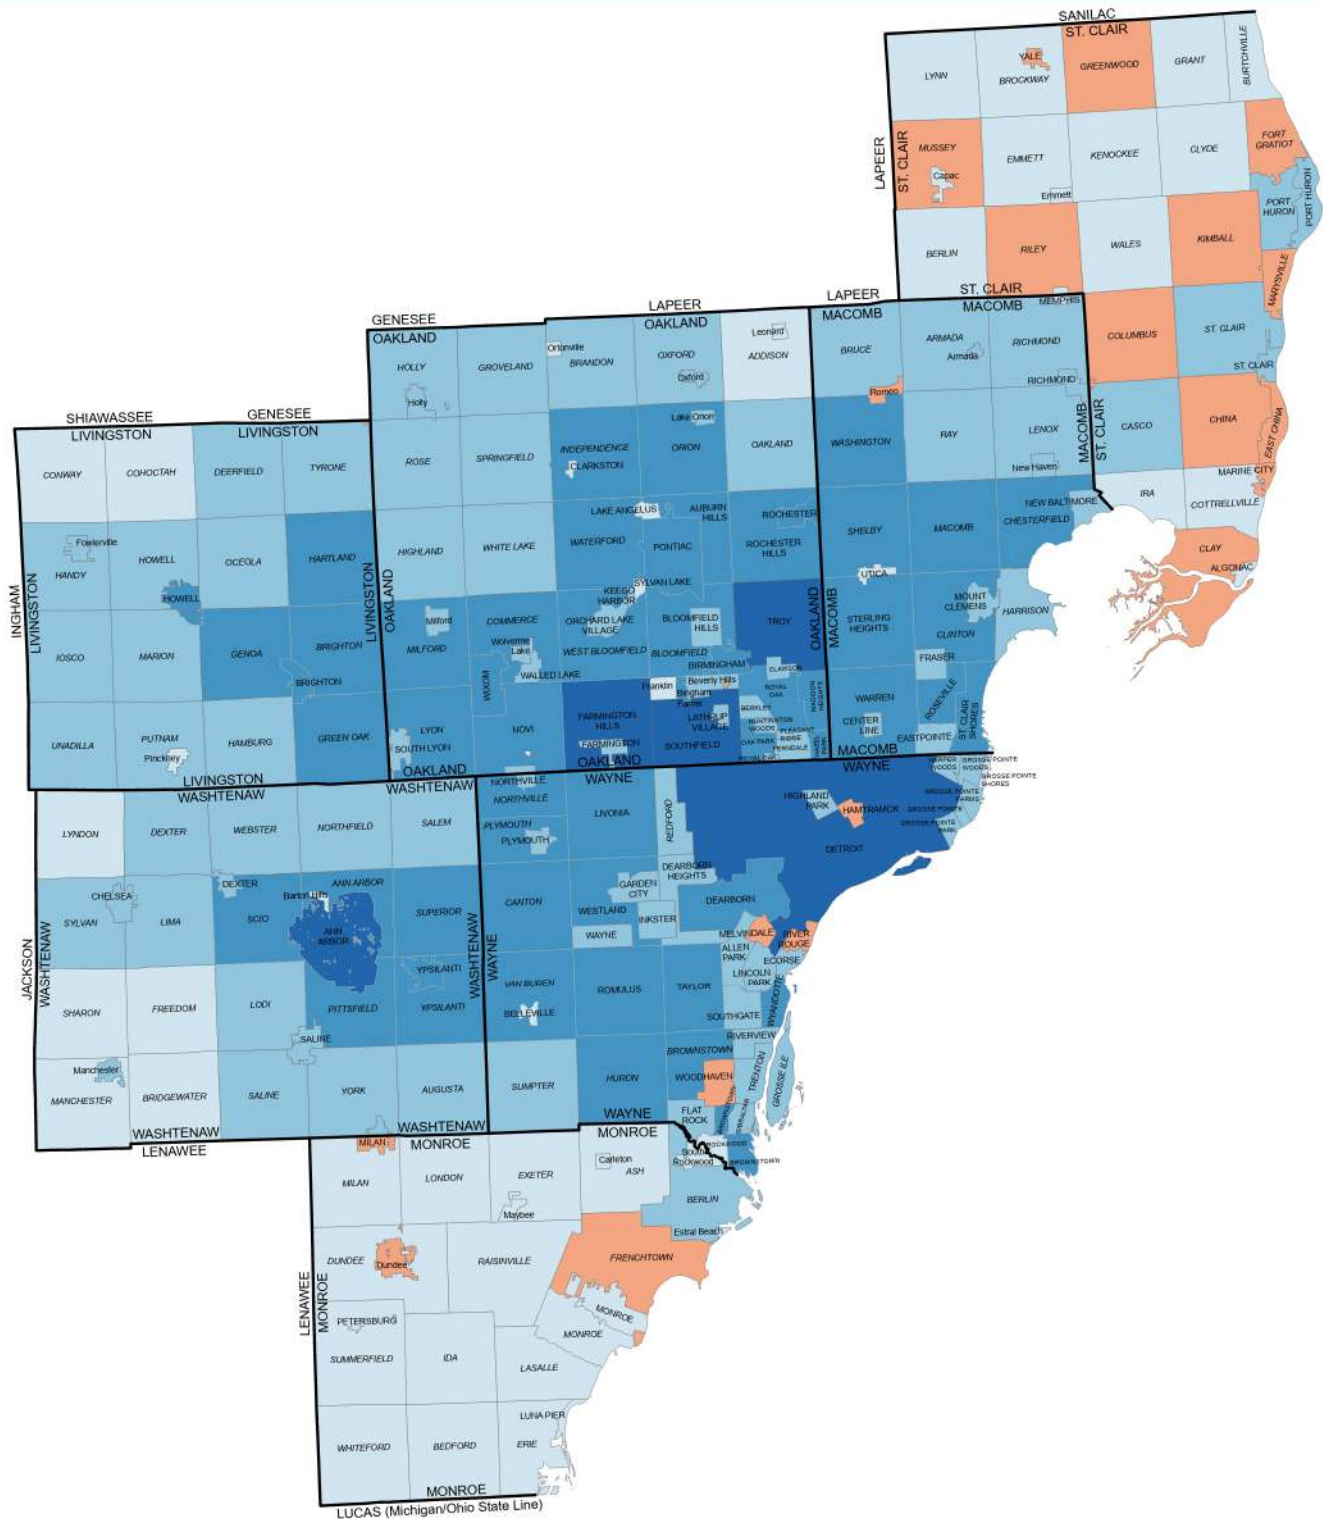 SANILAC
ST. CLAIR
LYNN
YALE
BROCKWAY
GREENWOOD
GRANT
BURTCHVILLE
LAPEER
ST. CLAIR
MUSSEY
Capac
EMMETT
Emmett
KENOCKEE
CLYDE
FORT
GRATIOT
PORT
HURON
PORT HURON
BERLIN
RILEY
WALES
KIMBALL
MARYSVILLE
ST. CLAIR
MACOMB
MEMPHIS
COLUMBUS
ST. CLAIR
ST. CLAIR
CASCO
CHINA
EAST CHINA
MARINE CITY
IRA
COTTRELLVILLE
CLAY
ALGONAC
LAPEER
MACOMB
BRUCE
ARMADA
Armada
RICHMOND
RICHMOND
Romeo
WASHINGTON
RAY
LENOX
New Haven
MACOMB
ST. CLAIR
NEW BALTIMORE
CHESTERFIELD
SHELBY
MACOMB
UTICA
STERLING
HEIGHTS
MOUNT
CLEMENS
HARRISON
CLINTON
FRASER
WARREN
CENTER
LINE
ROSEVILLE
ST. CLAIR
SHORES
EASTPOINTE
MACOMB
OAKLAND
MACOMB
GENESEE
OAKLAND
LAPEER
OAKLAND
HOLLY
Holly
GROVELAND
Ortonville
BRANDON
OXFORD
Oxford
Leonard
ADDISON
ROSE
SPRINGFIELD
INDEPENDENCE
CLARKSTON
Lake Orion
ORION
OAKLAND
HIGHLAND
WHITE LAKE
LAKE ANGELUS
WATERFORD
PONTIAC
AUBURN
HILLS
ROCHESTER
ROCHESTER
HILLS
SYLVAN LAKE
KEEGO
HARBOR
ORCHARD LAKE
VILLAGE
Milford
MILFORD
COMMERCE
Wolverine
Lake
WALLED LAKE
WEST BLOOMFIELD
BLOOMFIELD
HILLS
BLOOMFIELD
TROY
BIRMINGHAM
CLAWSON
WIXOM
Franklin
Beverly Hills
Bingham
Farms
ROYAL
OAK
MADISON
HEIGHTS
LYON
SOUTH LYON
NOVI
FARMINGTON
HILLS
FARMINGTON
LATHRUP
VILLAGE
SOUTHFIELD
BERKLEY
HUNTINGTON
WOODS
PLEASANT
RIDGE
OAK PARK
FERNDALE
HAZEL
PARK
ROYAL OAK
OAKLAND
OAKLAND
SHIAWASSEE
LIVINGSTON
GENESEE
LIVINGSTON
CONWAY
COHOCTAH
DEERFIELD
TYRONE
Fowlerville
HANDY
HOWELL
HOWELL
OCEOLA
HARTLAND
LIVINGSTON
OAKLAND
INGHAM
LIVINGSTON
IOSCO
MARION
GENOA
BRIGHTON
BRIGHTON
UNADILLA
PUTNAM
Pinckney
HAMBURG
GREEN OAK
LIVINGSTON
WASHTENAW
WASHTENAW
LYNDON
DEXTER
WEBSTER
NORTHFIELD
SALEM
CHELSEA
SYLVAN
LIMA
DEXTER
SCIO
Barton Hills
ANN ARBOR
ANN
ARBOR
SUPERIOR
JACKSON
WASHTENAW
WASHTENAW
WAYNE
YPSILANTI
YPSILANTI
SHARON
FREEDOM
LODI
PITTSFIELD
SALINE
Manchester
MANCHESTER
BRIDGEWATER
SALINE
YORK
AUGUSTA
WASHTENAW
LENAWEE
WASHTENAW
NORTHVILLE
NORTHVILLE
WAYNE
WAYNE
PLYMOUTH
PLYMOUTH
LIVONIA
REDFORD
HIGHLAND
PARK
HAMTRAMCK
DETROIT
HARPER
WOODS
GROSSE POINTE
WOODS
GROSSE POINTE
SHORES
GROSSE POINTE
FARMS
GROSSE POINTE
GROSSE POINTE
PARK
CANTON
WESTLAND
GARDEN
CITY
DEARBORN
HEIGHTS
DEARBORN
INKSTER
WAYNE
MELVINDALE
RIVER
ROUGE
ALLEN
PARK
ECORSE
LINCOLN
PARK
VAN BUREN
BELLEVILLE
ROMULUS
TAYLOR
WYANDOTTE
SOUTHGATE
RIVERVIEW
BROWNSTOWN
SUMPTER
HURON
WOODHAVEN
TRENTON
GROSSE ILE
FLAT
ROCK
BROWNSTOWN
GIBRALTAR
WAYNE
MONROE
ROCKWOOD
BROWNSTOWN
South
Rockwood
MILAN
MONROE
MILAN
LONDON
EXETER
Maybee
Carleton
ASH
BERLIN
Estral Beach
DUNDEE
Dundee
RAISINVILLE
FRENCHTOWN
LENAWEE
MONROE
PETERSBURG
MONROE
MONROE
SUMMERFIELD
IDA
LASALLE
LUNA PIER
WHITEFORD
BEDFORD
ERIE
MONROE
LUCAS (Michigan/Ohio State Line)